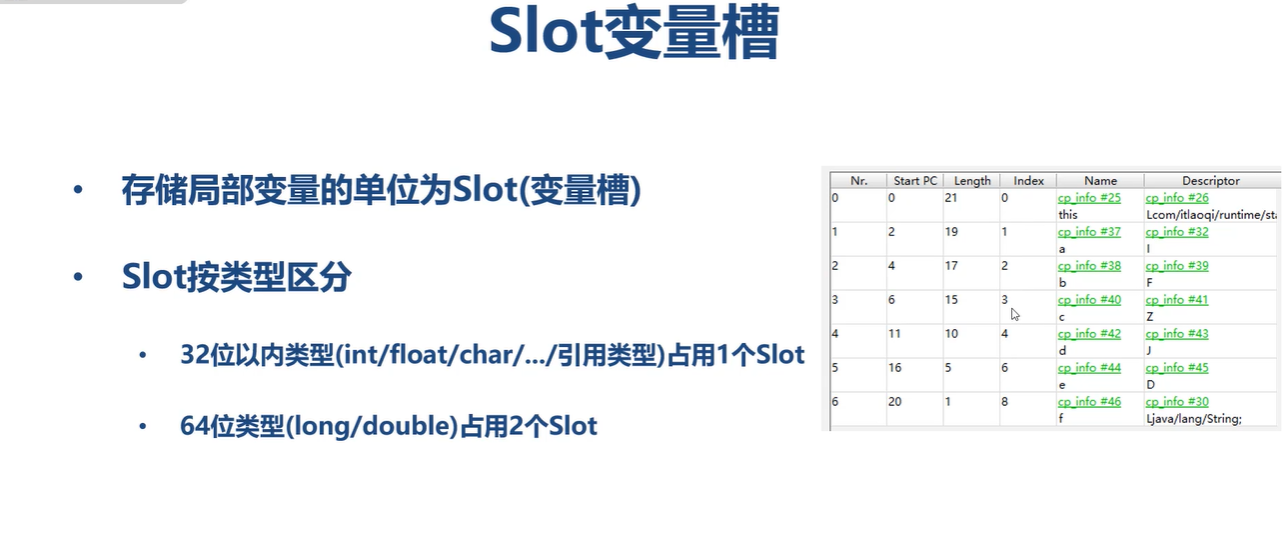 Slot变量槽
• 存储局部变量的单位为Slot(变量槽)
• Slot按类型区分
• 32位以内类型(int/float/char/.../引用类型)占用1个Slot
• 64位类型(long/double)占用2个Slot
Nr. Start PC Length Index Name Descriptor
0 0 21 0 cp_info #25 cp_info #26
this Lcom/itlaoqi/runtime/sta
1 2 19 1 cp_info #37 cp_info #32
a I
2 4 17 2 cp_info #38 cp_info #39
b F
3 6 15 3 cp_info #40 cp_info #41
c Z
4 11 10 4 cp_info #42 cp_info #43
d J
5 16 5 6 cp_info #44 cp_info #45
e D
6 20 1 8 cp_info #46 cp_info #30
f Ljava/lang/String;